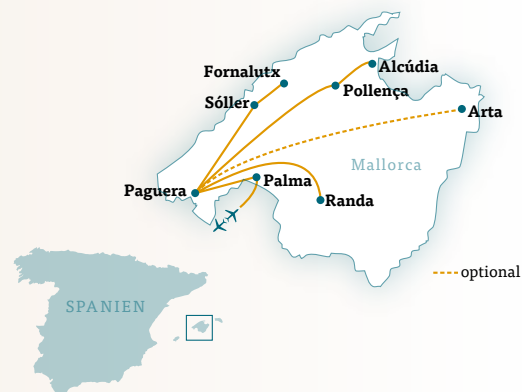 Alcúdia
Fornalutx
Pollença
Sóller
Arta
Mallorca
Palma
Paguera
Randa
optional
SPANIEN